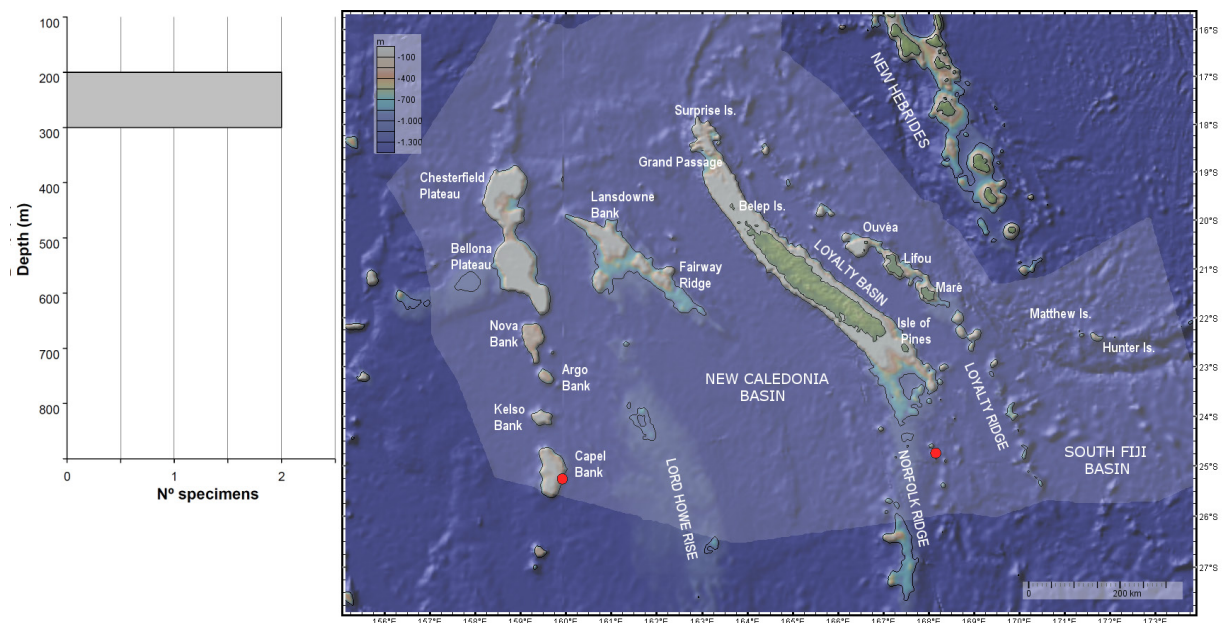 100
200
300
400
500
600
700
800
0
1
2
Nº specimens
Depth (m)
m
-100
-400
-700
-1.000
-1.300
Surprise Is.
Grand Passage
Belep Is.
Chesterfield
Plateau
Lansdowne
Bank
Bellona
Plateau
Fairway
Ridge
Nova
Bank
Argo
Bank
Kelso
Bank
Capel
Bank
NEW HEBRIDES
Ouvéa
Lifou
Maré
LOYALTY BASIN
Isle of
Pines
Matthew Is.
Hunter Is.
NEW CALEDONIA
BASIN
LOYALTY RIDGE
SOUTH FIJI
BASIN
LORD HOWE RISE
NORFOLK RIDGE
0
200 km
16°S
17°S
18°S
19°S
20°S
21°S
22°S
23°S
24°S
25°S
26°S
27°S
156°E
157°E
158°E
159°E
160°E
161°E
162°E
163°E
164°E
165°E
166°E
167°E
168°E
169°E
170°E
171°E
172°E
173°E